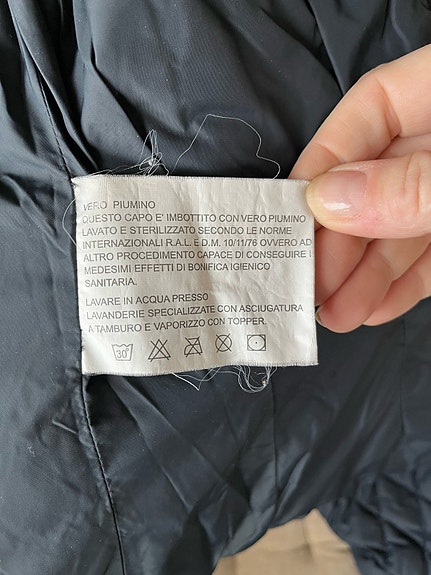 VERO PIUMINO
QUESTO CAPO E' IMBOTTITO CON VERO PIUMINO
LAVATO E STERILIZZATO SECONDO LE NORME
INTERNAZIONALI R.A.L. E D.M. 10/11/76 OVVERO AD
ALTRO PROCEDIMENTO CAPACE DI CONSEGUIRE I
MEDESIMI EFFETTI DI BONIFICA IGIENICO
SANITARIA.
LAVARE IN ACQUA PRESSO
LAVANDERIE SPECIALIZZATE CON ASCIUGATURA
A TAMBURO E VAPORIZZO CON TOPPER.
30°